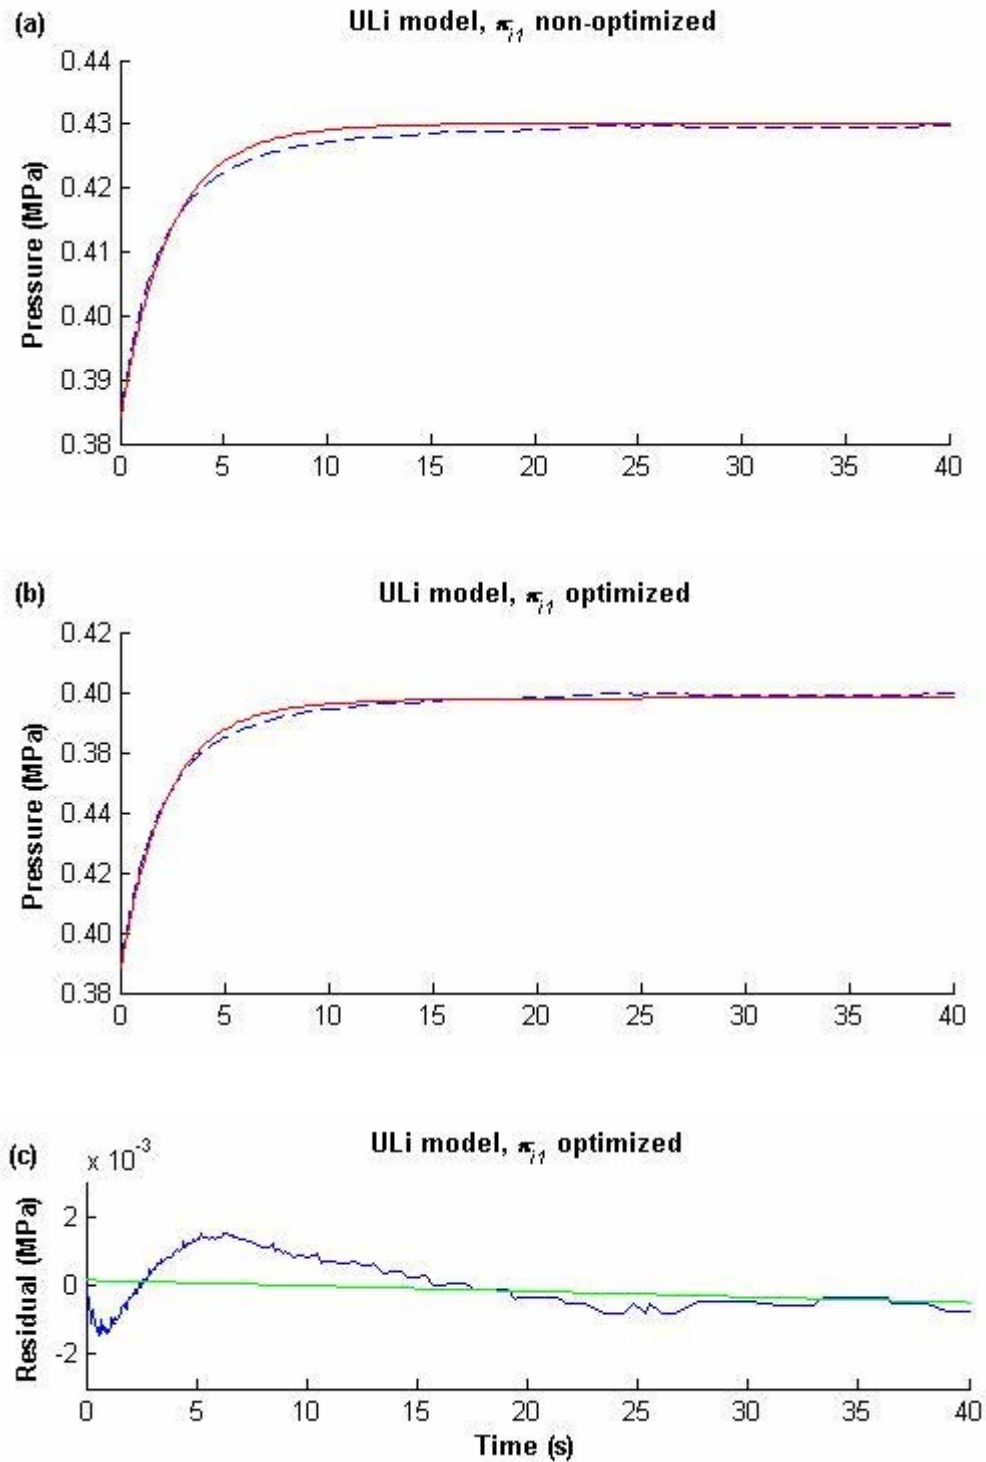 (a) ULi model, π_i1 non-optimized
0.44
0.43
0.42
0.41
0.40
0.39
0.38
Pressure (MPa)
0 5 10 15 20 25 30 35 40
(b) ULi model, π_i1 optimized
0.42
0.40
0.38
0.44
0.42
0.40
0.38
Pressure (MPa)
0 5 10 15 20 25 30 35 40
(c) ULi model, π_i1 optimized
x 10^-3
2
0
-2
Residual (MPa)
0 5 10 15 20 25 30 35 40
Time (s)